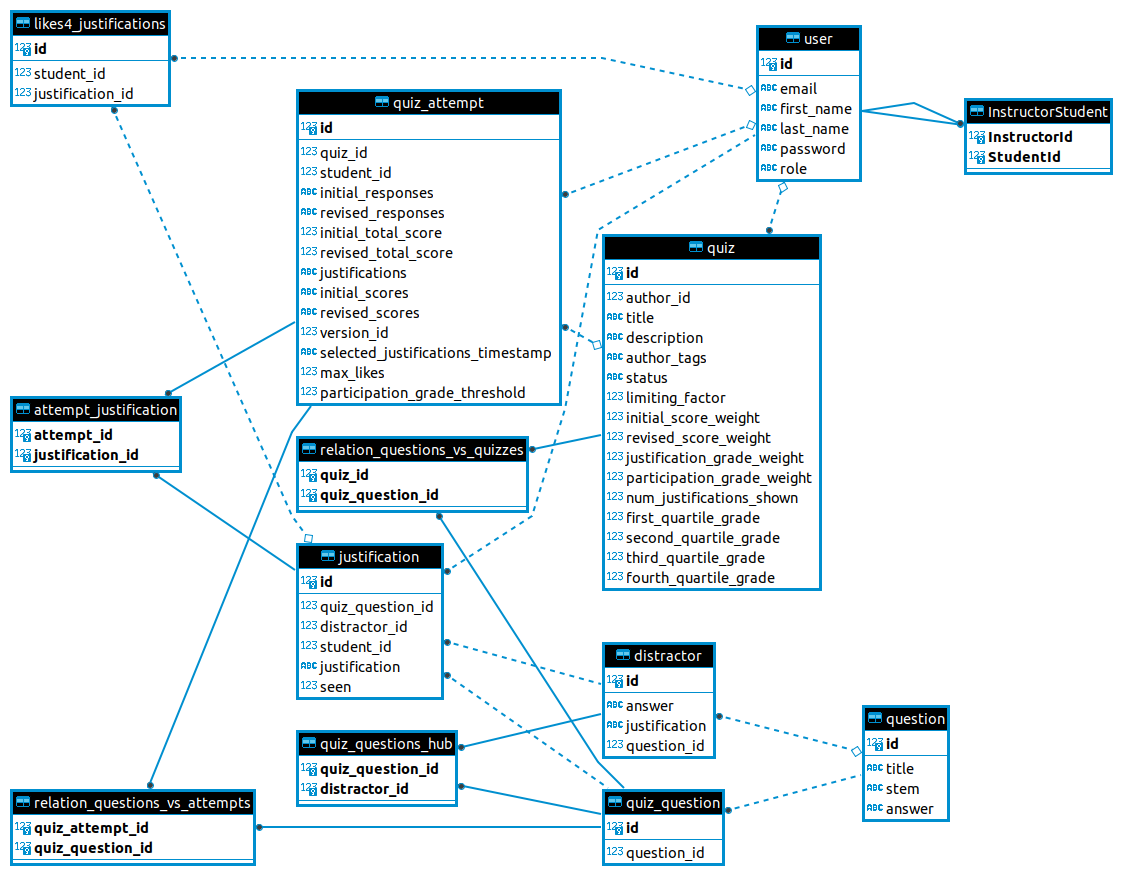 likes4_justifications
123 id
123 student_id
123 justification_id
user
123 id
ABC email
ABC first_name
ABC last_name
ABC password
ABC role
InstructorStudent
123 InstructorId
123 StudentId
quiz_attempt
123 id
123 quiz_id
123 student_id
ABC initial_responses
ABC revised_responses
123 initial_total_score
123 revised_total_score
ABC justifications
ABC initial_scores
ABC revised_scores
123 version_id
ABC selected_justifications_timestamp
123 max_likes
123 participation_grade_threshold
quiz
123 id
123 author_id
ABC title
ABC description
ABC author_tags
ABC status
123 limiting_factor
123 initial_score_weight
123 revised_score_weight
123 justification_grade_weight
123 participation_grade_weight
123 num_justifications_shown
123 first_quartile_grade
123 second_quartile_grade
123 third_quartile_grade
123 fourth_quartile_grade
attempt_justification
123 attempt_id
123 justification_id
relation_questions_vs_quizzes
123 quiz_id
123 quiz_question_id
justification
123 id
123 quiz_question_id
123 distractor_id
123 student_id
ABC justification
123 seen
distractor
123 id
ABC answer
ABC justification
123 question_id
question
123 id
ABC title
ABC stem
ABC answer
quiz_questions_hub
123 quiz_question_id
123 distractor_id
relation_questions_vs_attempts
123 quiz_attempt_id
123 quiz_question_id
quiz_question
123 id
123 question_id